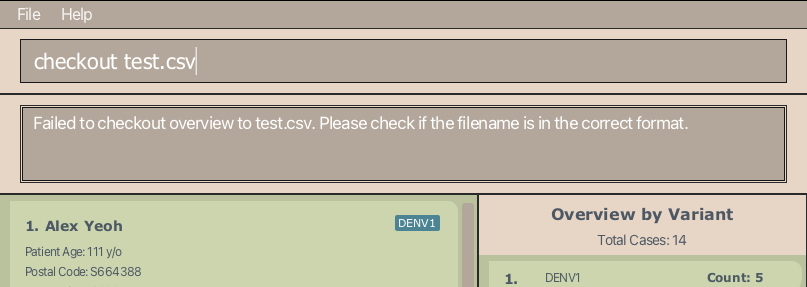 File Help
checkout test.csv
Failed to checkout overview to test.csv. Please check if the filename is in the correct format.
1. Alex Yeoh
DENV1
Patient Age: 111 y/o
Postal Code: S664388
Overview by Variant
Total Cases: 14
1. DENV1 Count: 5